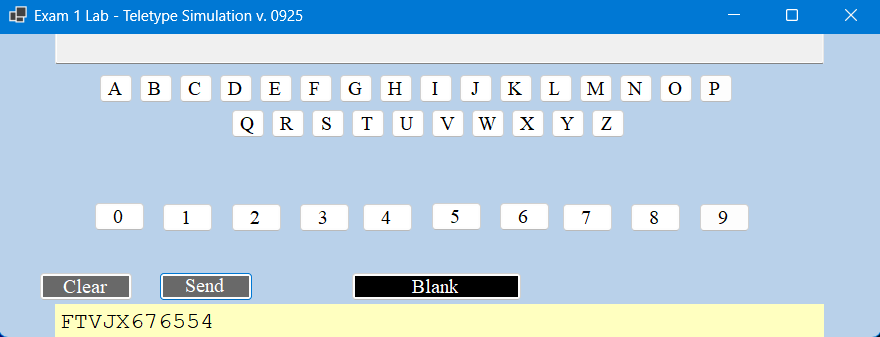 Exam 1 Lab - Teletype Simulation v. 0925
A B C D E F G H I J K L M N O P
Q R S T U V W X Y Z
0 1 2 3 4 5 6 7 8 9
Clear Send Blank
FTVJX676554